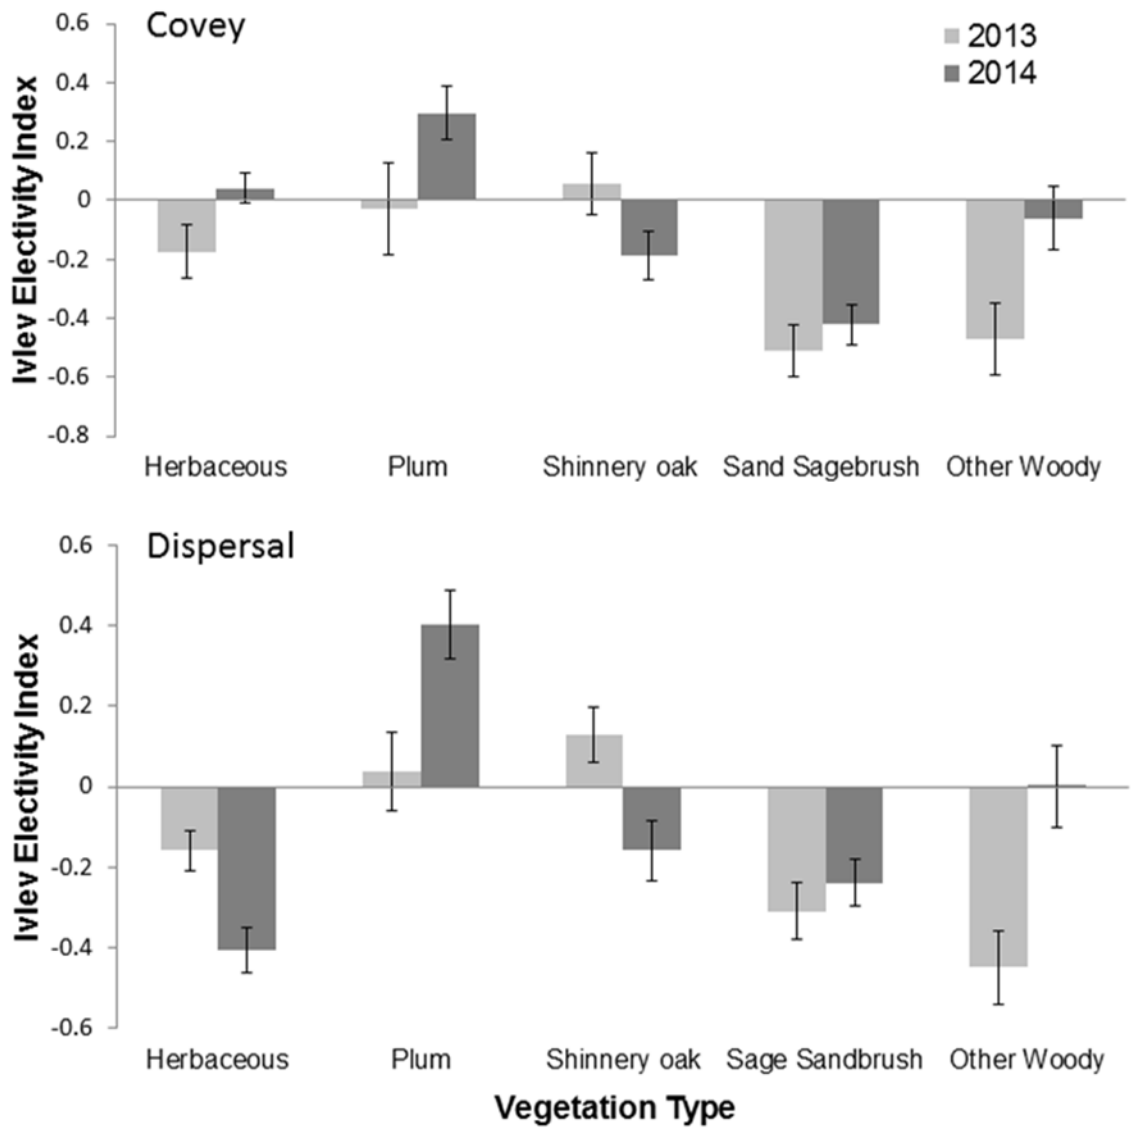 Covey
2013
2014
Ivlev Electivity Index
0.6
0.4
0.2
0
-0.2
-0.4
-0.6
-0.8
Herbaceous Plum Shinnery oak Sand Sagebrush Other Woody
Dispersal
Ivlev Electivity Index
0.6
0.4
0.2
0
-0.2
-0.4
-0.6
Herbaceous Plum Shinnery oak Sage Sandbrush Other Woody
Vegetation Type